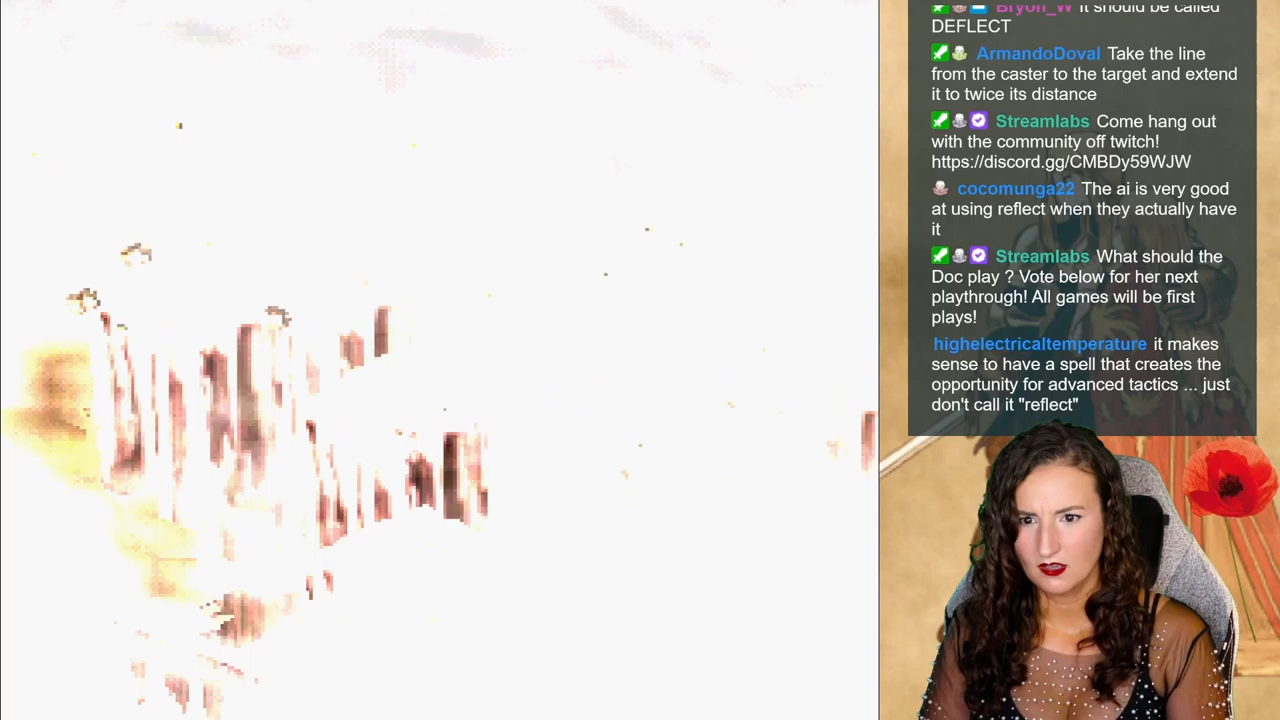 Bryon_W It should be called
DEFLECT
ArmandoDoval Take the line
from the caster to the target and extend
it to twice its distance
Streamlabs Come hang out
with the community off twitch!
https://discord.gg/CMBDy59WJW
cocomunga22 The ai is very good
at using reflect when they actually have
it
Streamlabs What should the
Doc play ? Vote below for her next
playthrough! All games will be first
plays!
highelectricaltemperature it makes
sense to have a spell that creates the
opportunity for advanced tactics ... just
don't call it "reflect"